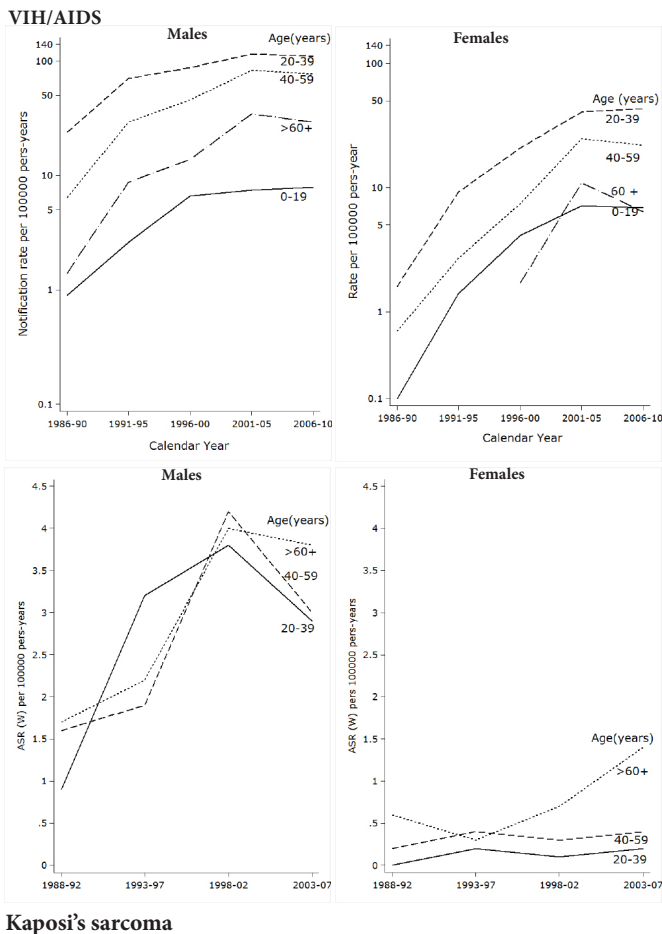 VIH/AIDS
Males
Age(years)
140
100
50
10
5
1
0.1
20-39
40-59
>60+
0-19
Notification rate per 100000 pers-years
1986-90 1991-95 1996-00 2001-05 2006-10
Calendar Year
Females
Age (years)
140
100
50
10
5
1
0.1
20-39
40-59
60 +
0-19
Rate per 100000 pers-year
1986-90 1991-95 1996-00 2001-05 2006-10
Calendar Year
Males
Age(years)
4.5
4
3.5
3
2.5
2
1.5
1
.5
0
>60+
40-59
20-39
ASR (W) per 100000 pers-years
1988-92 1993-97 1998-02 2003-07
Females
Age(years)
4.5
4
3.5
3
2.5
2
1.5
1
.5
0
>60+
40-59
20-39
ASR (W) pers 100000 pers-years
1988-92 1993-97 1998-02 2003-07
Kaposi's sarcoma